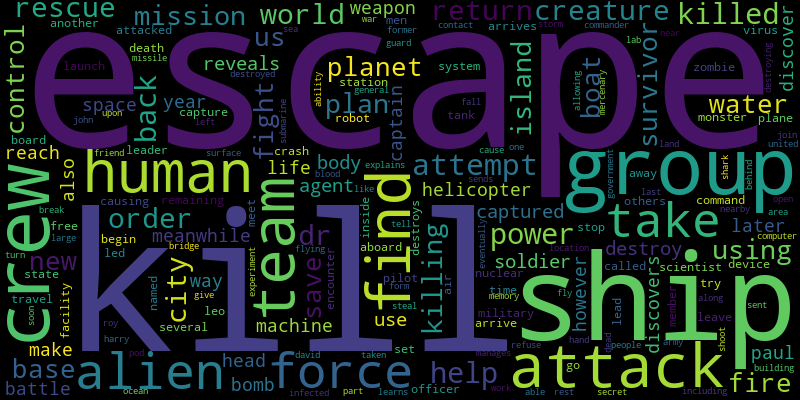 rescue
mission
world
weapon
return
creature
killed
another
attacked
us
war
men
former
guard
contact
arrives
storm
commander
sea
near
lab
virus
discover
control
death
missile
reveals
destroyed
escape
planet
station
system
island
boat
survivor
zombie
destroying
launch
back
year
space
capture
fight
ability
plan
general
robot
captain
submarine
fall
tank
allowing
mercenary
water
monster
plane
john
upon
left
board
leader
crash
cause
one
land
join
united
reach
also
friend
surface
human
life
body
blood
explains
attempt
sends
group
government
away
last
shark
behind
causing
remaining
agent
like
helicopter
others
command
nearby
open
area
crew
break
free
large
order
meanwhile
team
meet
dr
inside
find
tell
destroys
killing
captured
power
stop
take
later
computer
turn
new
begin
led
bridge
city
experiment
flying
save
aboard
encounter
pilot
form
steal
air
soldier
eventually
location
however
destroy
using
state
travel
soon
facility
way
give
named
kill
machine
use
nuclear
time
memory
military
arrive
ship
fly
called
discovers
scientist
device
member
try
along
leave
sent
make
roy
harry
several
leo
david
set
manages
refuse
hand
lead
dead
people
army
shoot
paul
building
base
battle
pod
alien
ocean
head
bomb
infected
force
taken
part
learns
help
officer
work
attack
able
rest
go
secret
fire
including